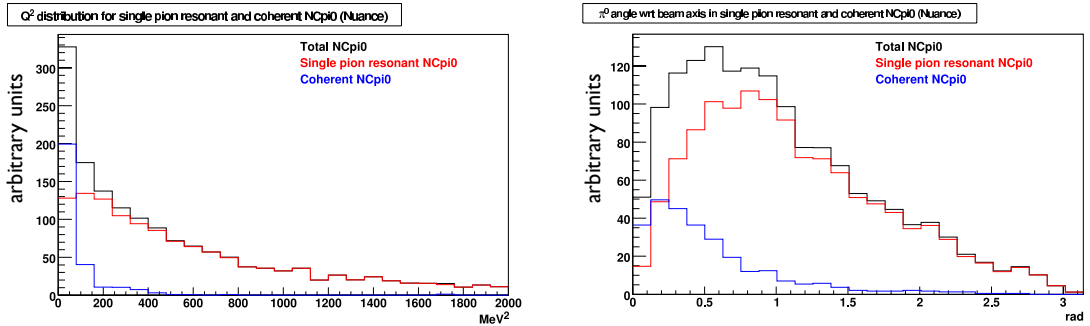 Q² distribution for single pion resonant and coherent NCpi0 (Nuance)
Total NCpi0
Single pion resonant NCpi0
Coherent NCpi0
arbitrary units
300
250
200
150
100
50
0
0 200 400 600 800 1000 1200 1400 1600 1800 2000
MeV²
π⁰ angle wrt beam axis in single pion resonant and coherent NCpi0 (Nuance)
Total NCpi0
Single pion resonant NCpi0
Coherent NCpi0
arbitrary units
120
100
80
60
40
20
0
0 0.5 1 1.5 2 2.5 3
rad